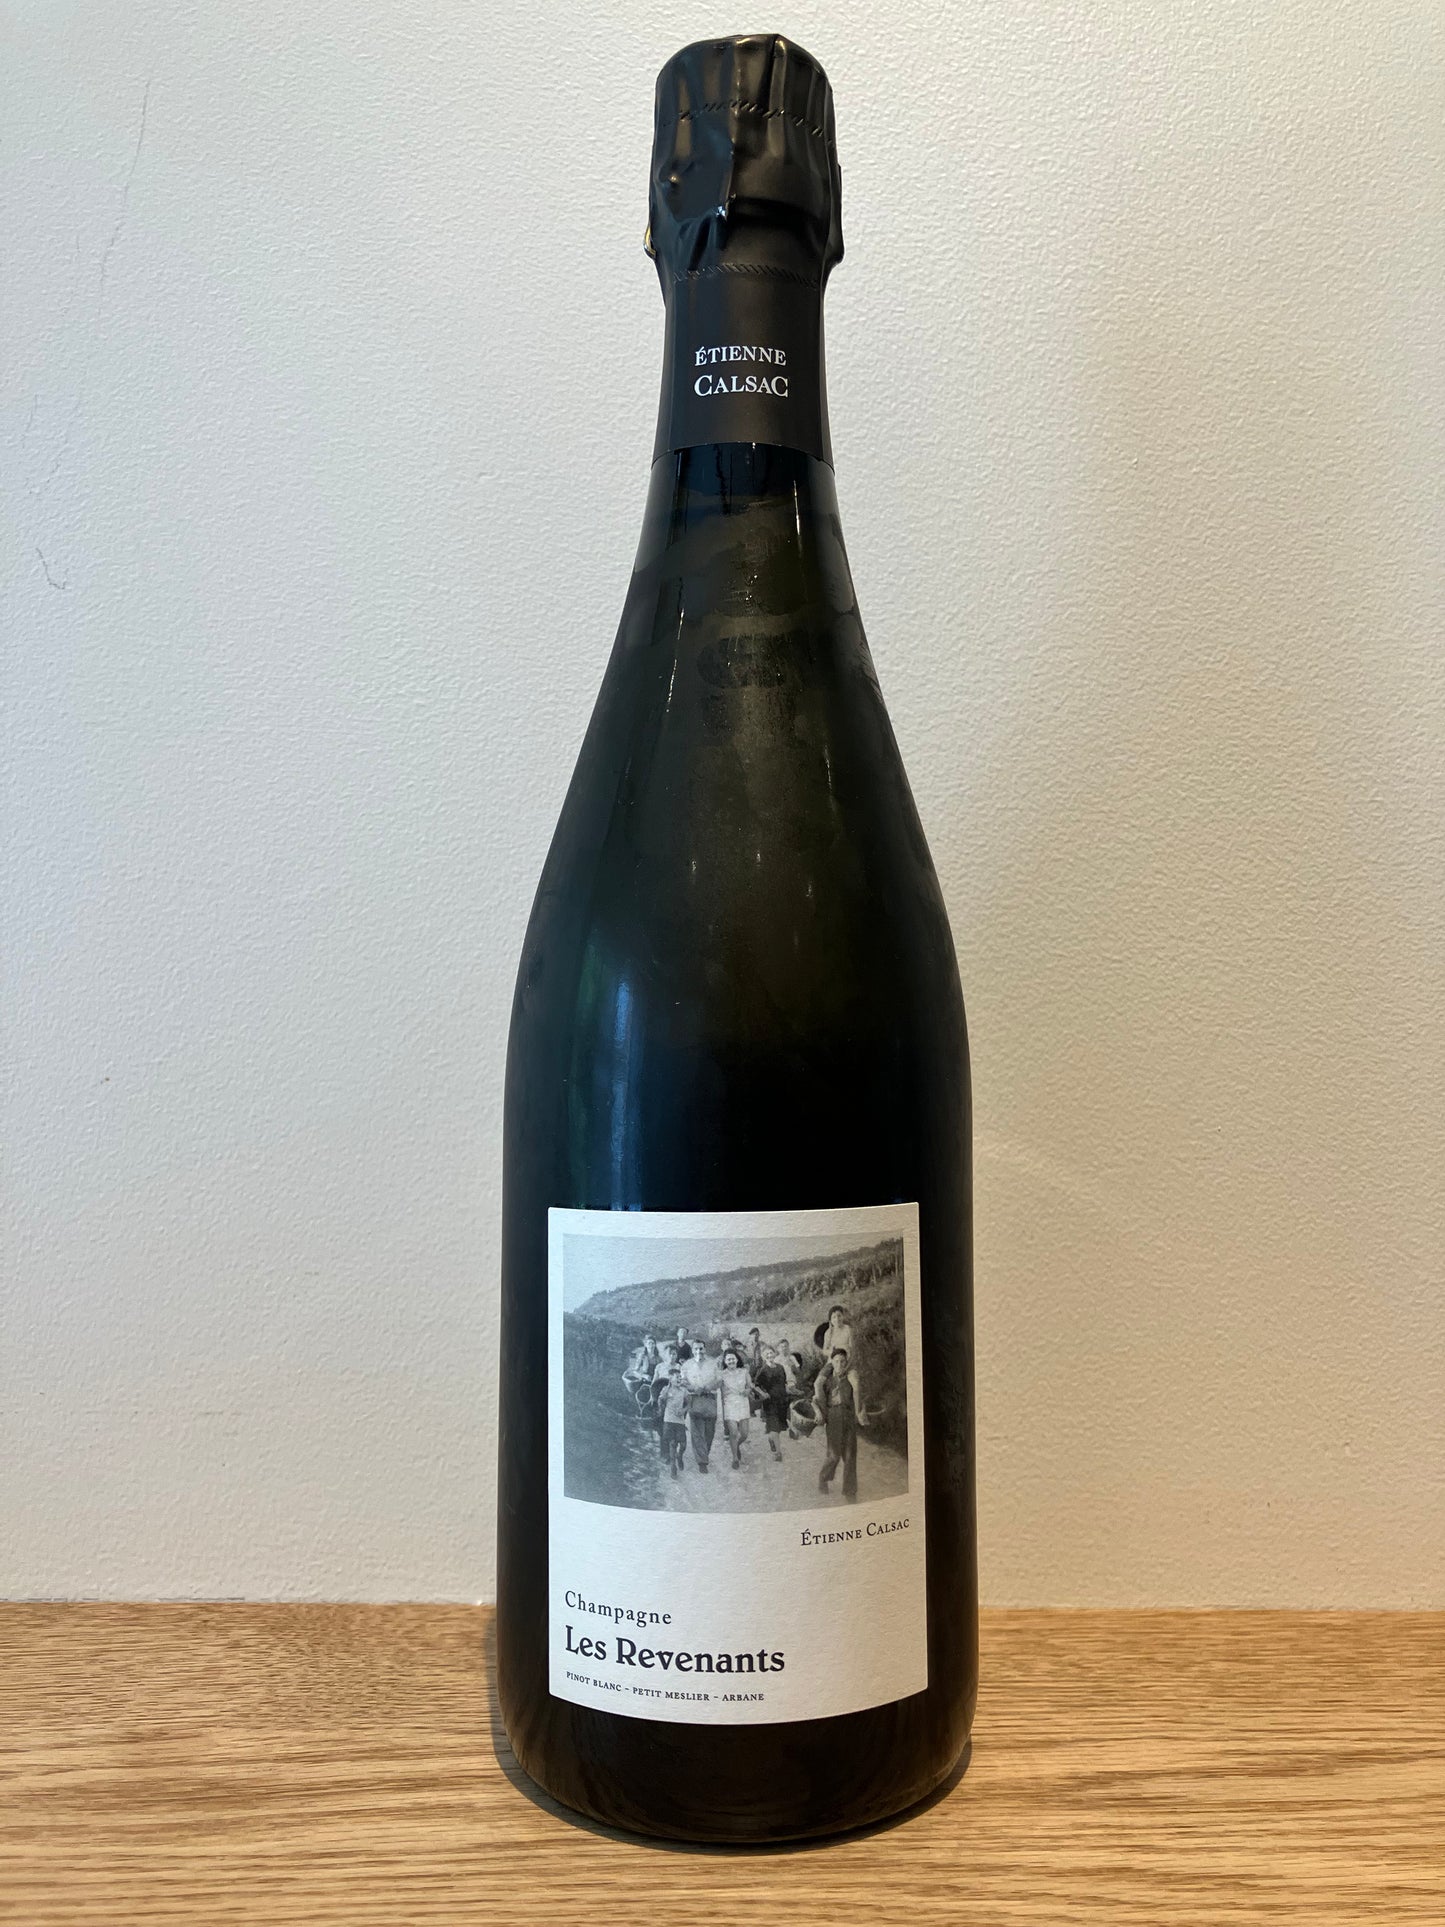 ÉTIENNE
CALSAC
ÉTIENNE CALSAC
Champagne
Les Revenants
PINOT BLANC - PETIT MESLIER - ARBANE